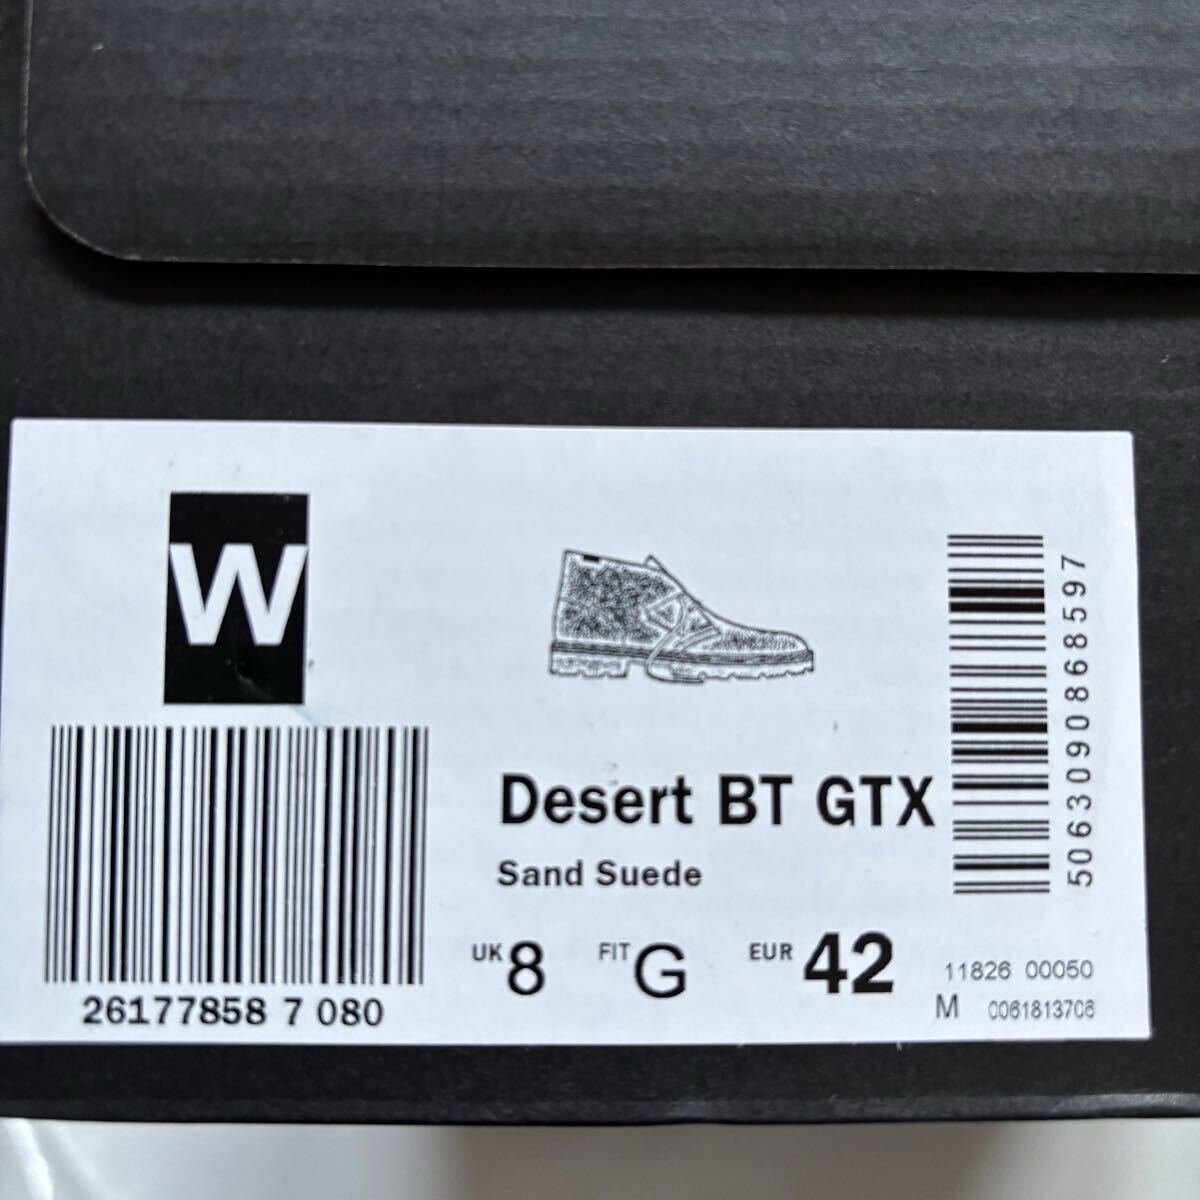 W
26177858 7 080
Desert BT GTX
Sand Suede
UK 8 FIT G EUR 42
5063090868597
11826 00050
M 0061813706